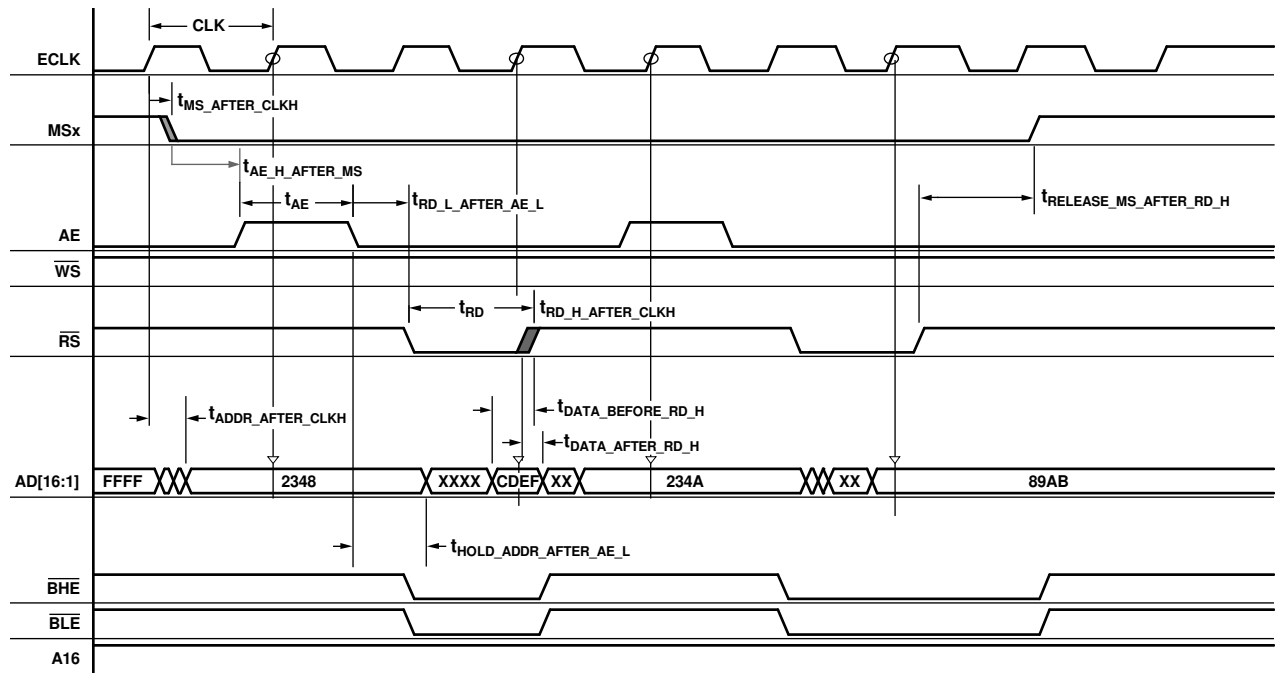 CLK
ECLK
tMS_AFTER_CLKH
MSx
tAE_H_AFTER_MS
tAE
tRD_L_AFTER_AE_L
tRELEASE_MS_AFTER_RD_H
AE
WS
tRD
tRD_H_AFTER_CLKH
RS
tADDR_AFTER_CLKH
tDATA_BEFORE_RD_H
tDATA_AFTER_RD_H
AD[16:1] FFFF 2348 XXXX CDEF XX 234A XX 89AB
tHOLD_ADDR_AFTER_AE_L
BHE
BLE
A16